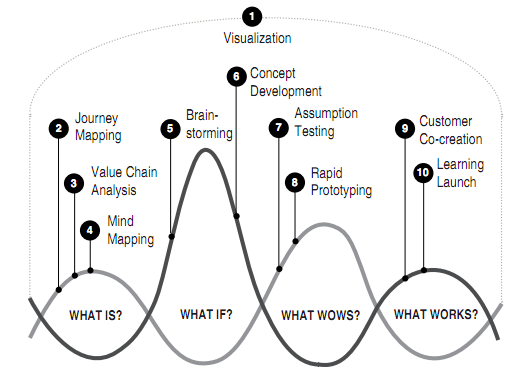 1
Visualization
2
Journey
Mapping
3
Value Chain
Analysis
4
Mind
Mapping
5
Brain-
storming
6
Concept
Development
7
Assumption
Testing
8
Rapid
Prototyping
9
Customer
Co-creation
10
Learning
Launch
WHAT IS?
WHAT IF?
WHAT WOWS?
WHAT WORKS?